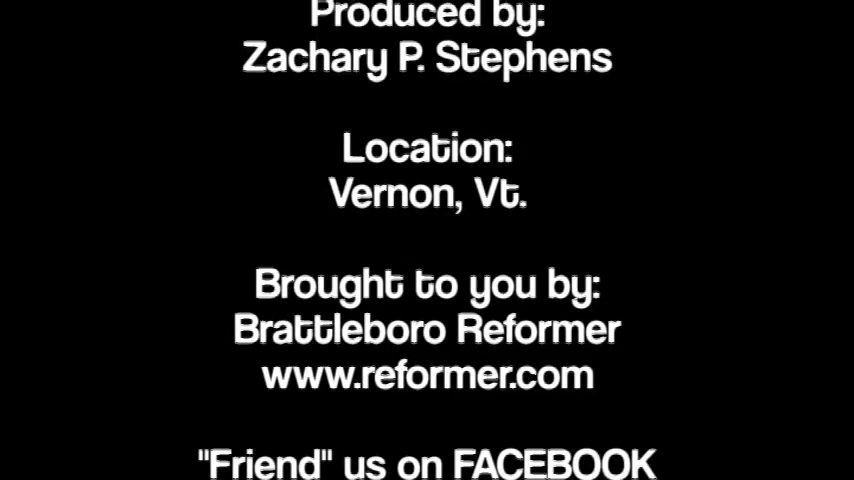 Produced by:
Zachary P. Stephens
Location:
Vernon, Vt.
Brought to you by:
Brattleboro Reformer
www.reformer.com
"Friend" us on FACEBOOK